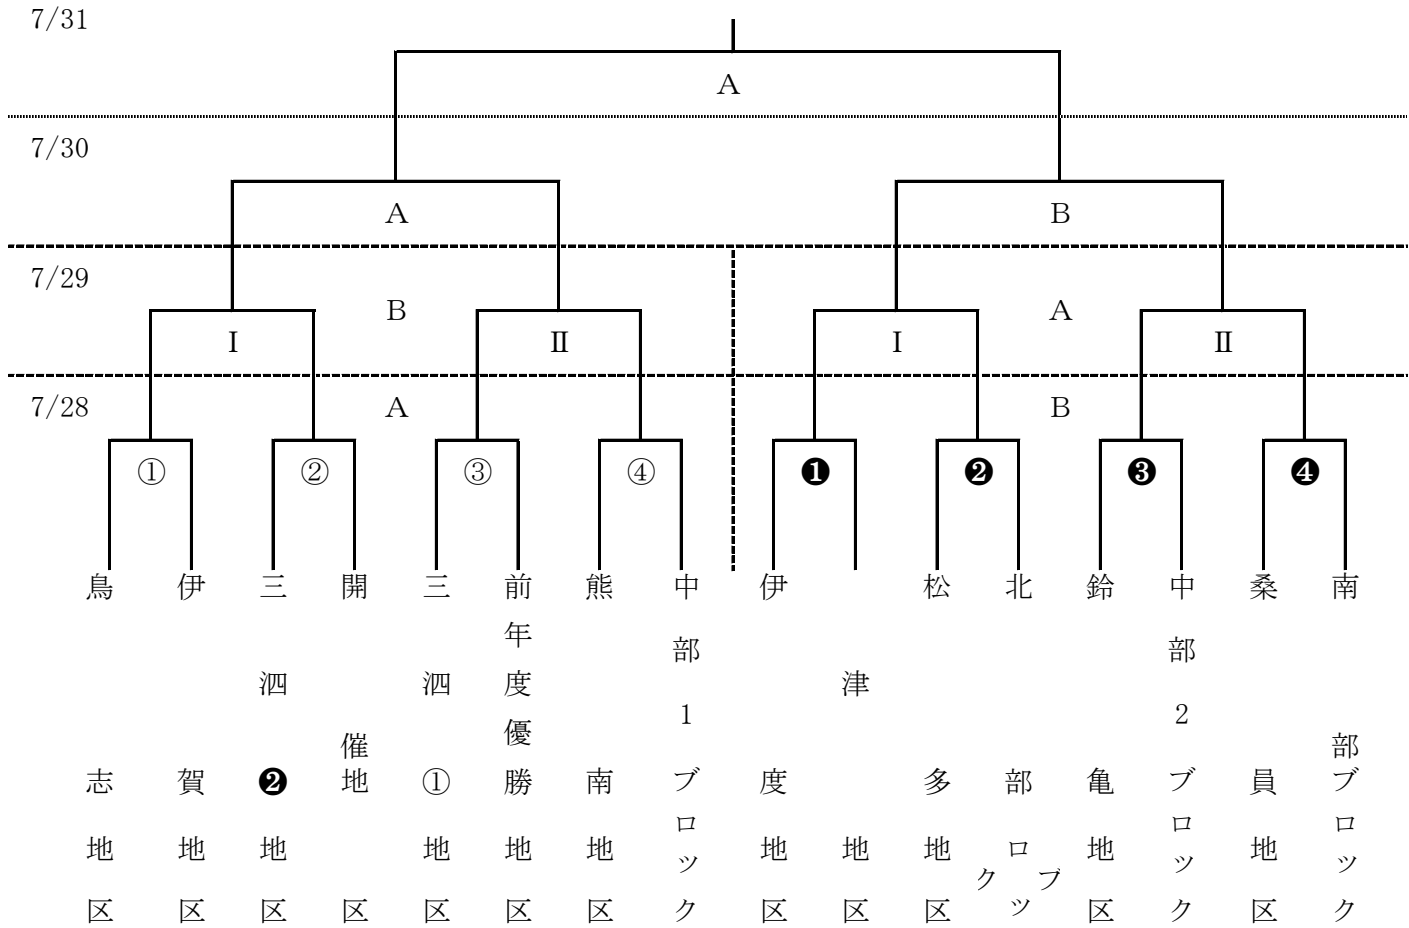 7/31
A
7/30
A
B
7/29
B
A
Ⅰ
Ⅱ
Ⅰ
Ⅱ
7/28
A
B
①
②
③
④
❶
❷
❸
❹
鳥志地区
伊賀地区
三泗❷地区
開催地区
三泗①地区
前年度優勝地区
熊南地区
中部1ブロック
伊度地区
津地区
松多地区
北部ブロック
鈴亀地区
中部2ブロック
桑員地区
南部ブロック